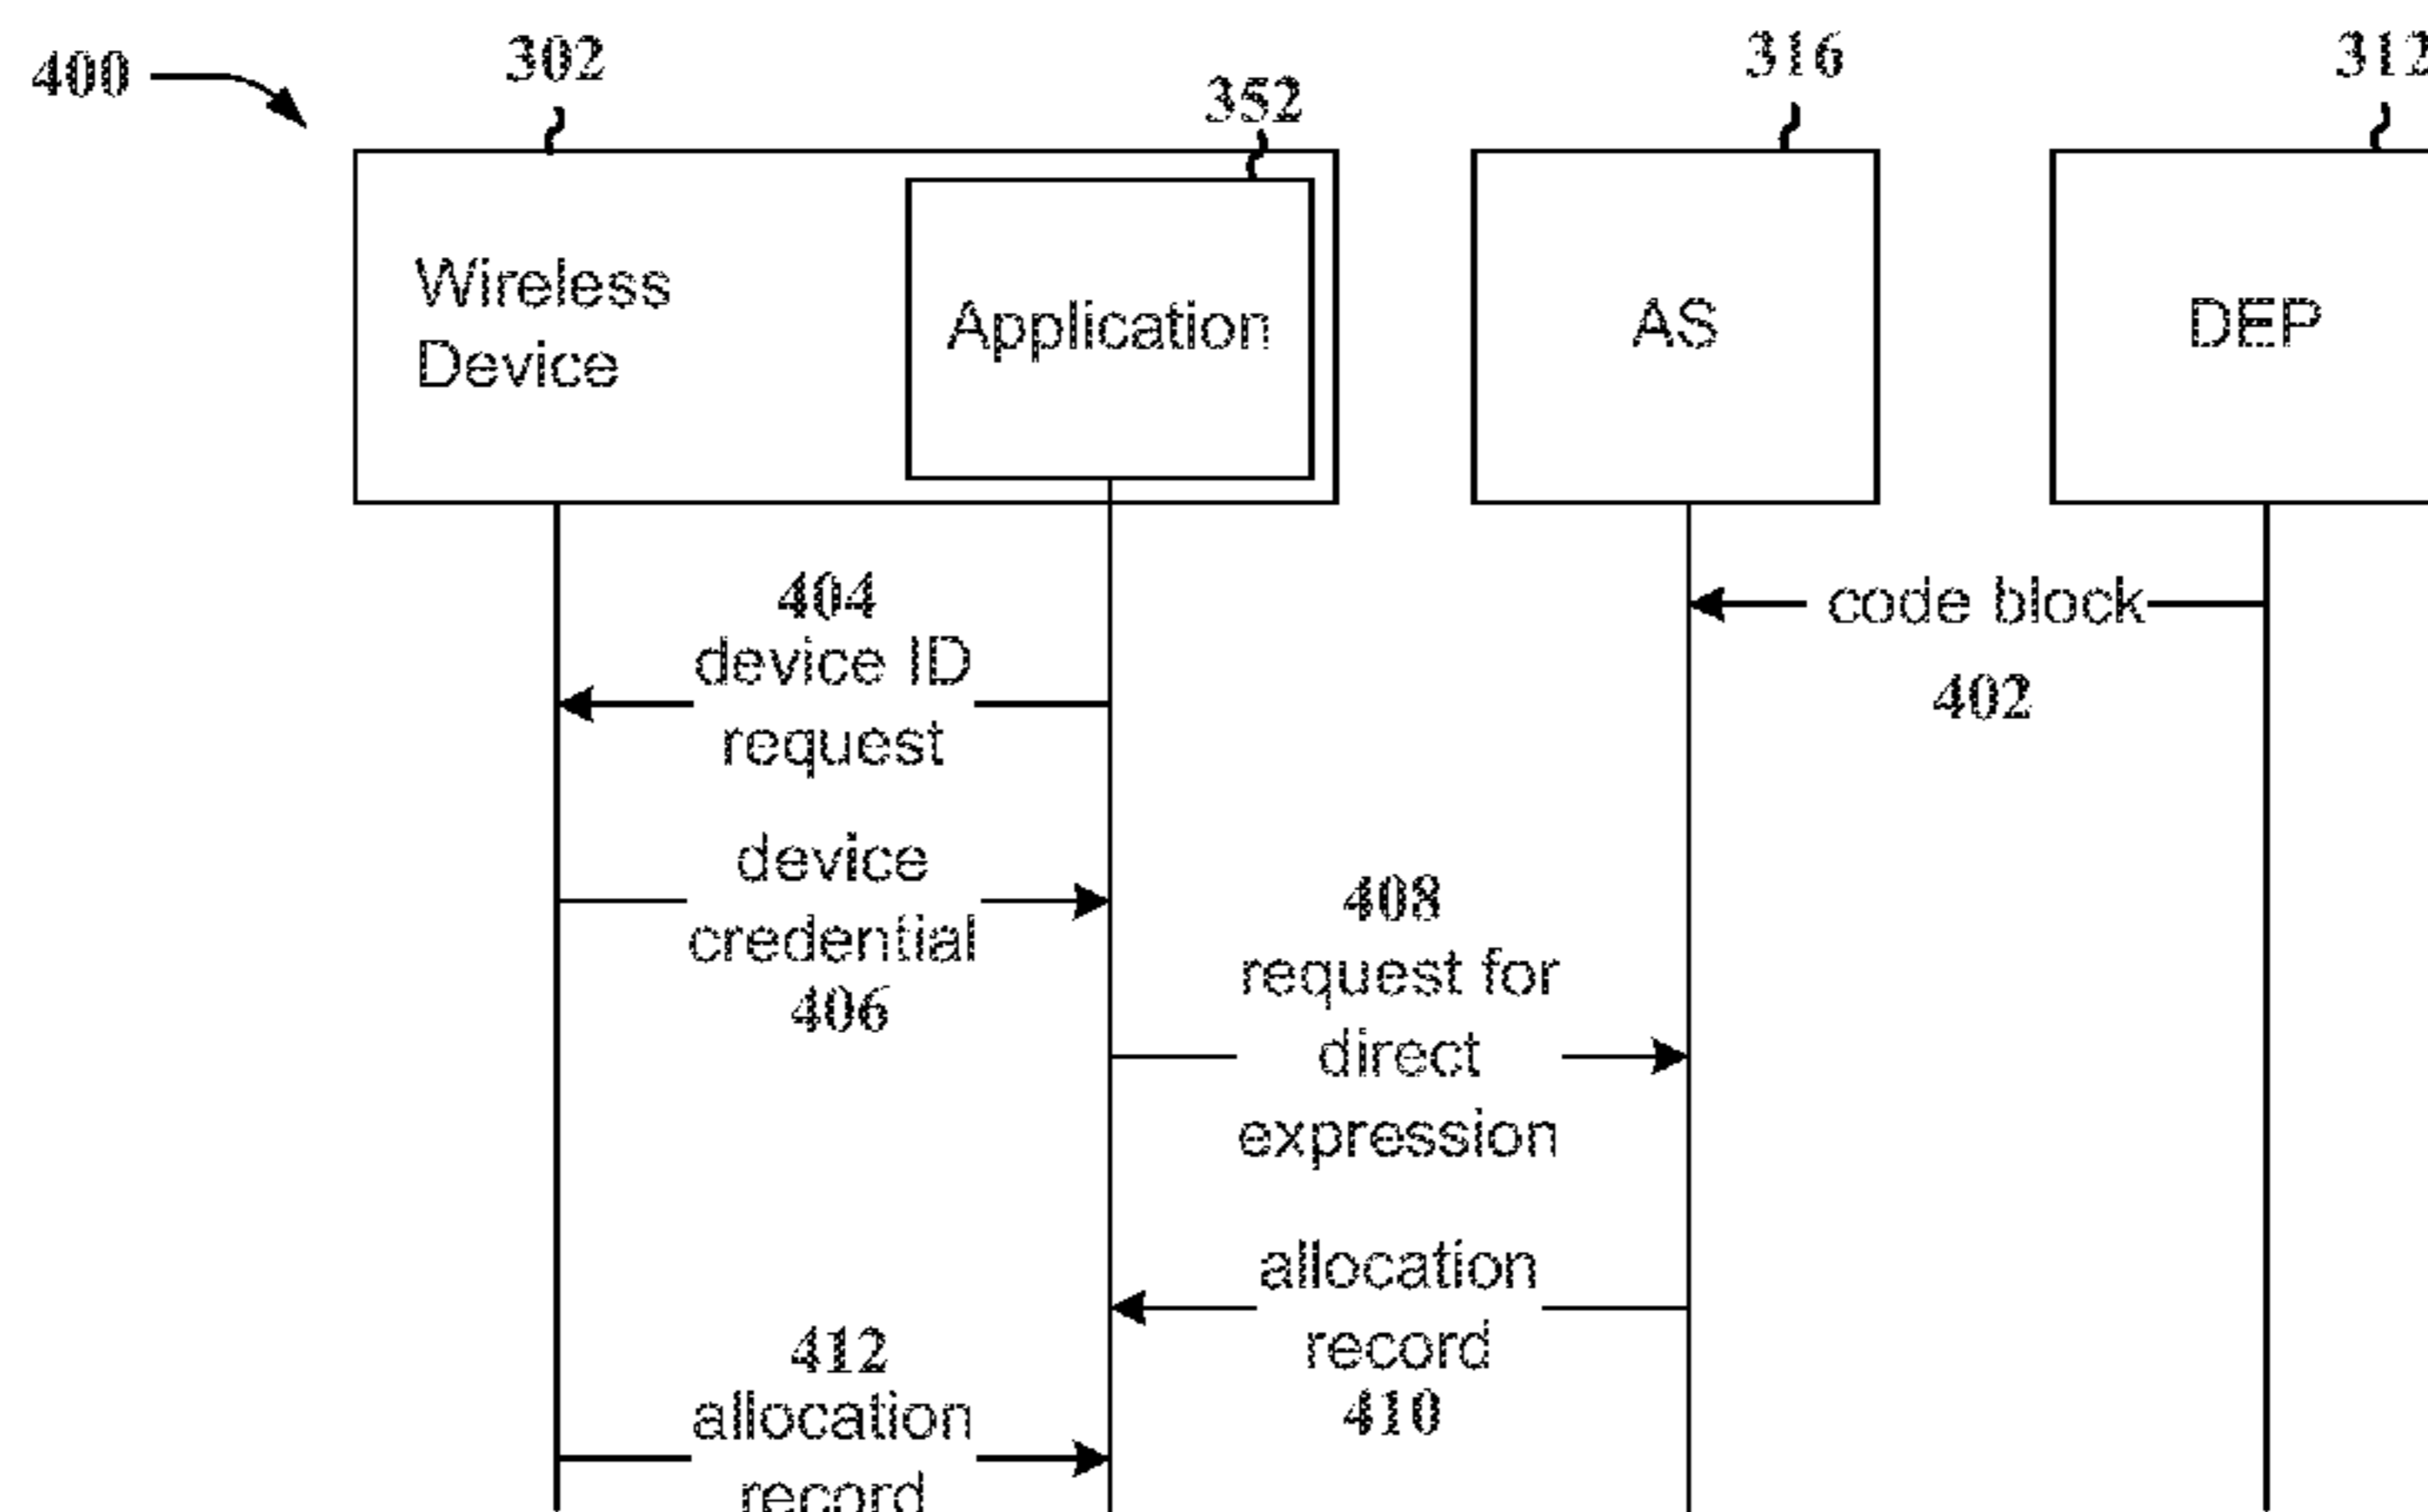 400
302
352
316
312
Wireless
Device
Application
AS
DEP
code block
402
404
device ID
request
device
credential
406
408
request for
direct
expression
allocation
record
410
412
allocation
record